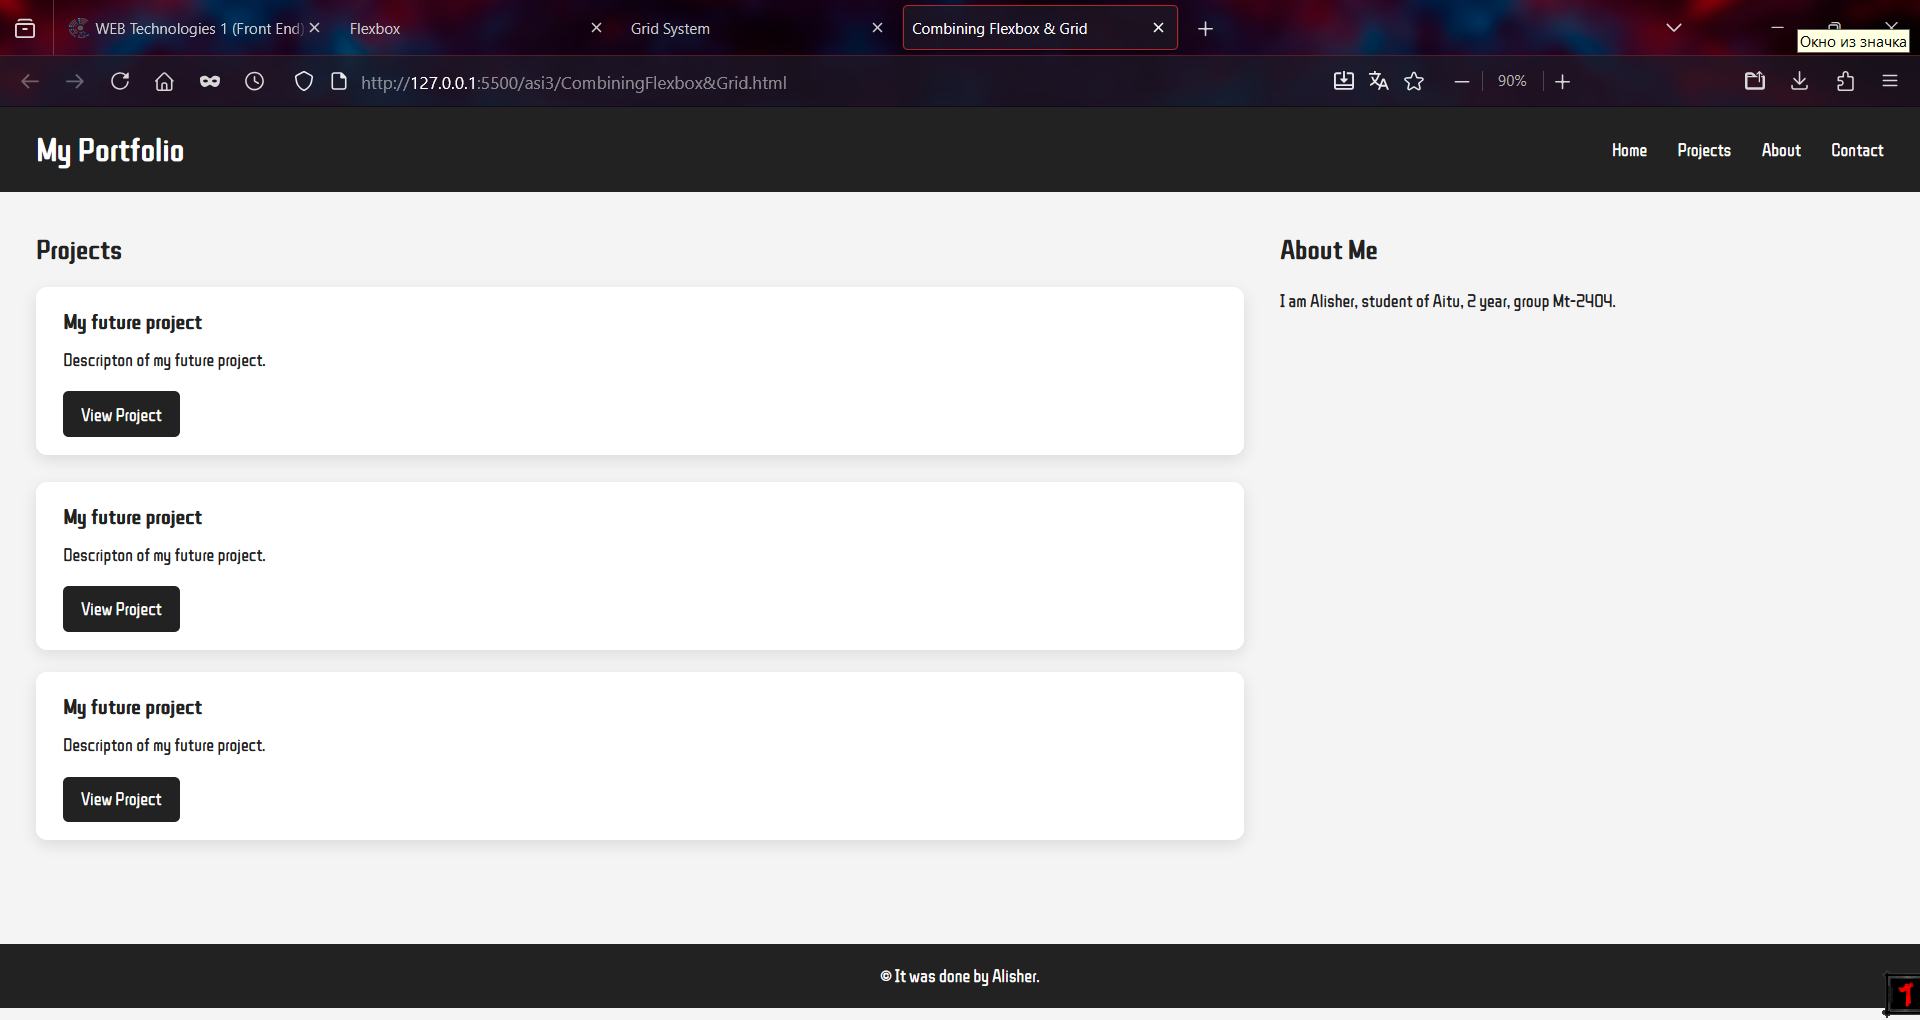 WEB Technologies 1 (Front End)
Flexbox
Grid System
Combining Flexbox & Grid
Окно из значка
http://127.0.0.1:5500/asi3/CombiningFlexbox&Grid.html
90%
My Portfolio
Home
Projects
About
Contact
Projects
About Me
My future project
I am Alisher, student of Aitu, 2 year, group Mt-2404.
Descripton of my future project.
View Project
My future project
Descripton of my future project.
View Project
My future project
Descripton of my future project.
View Project
© It was done by Alisher.
1